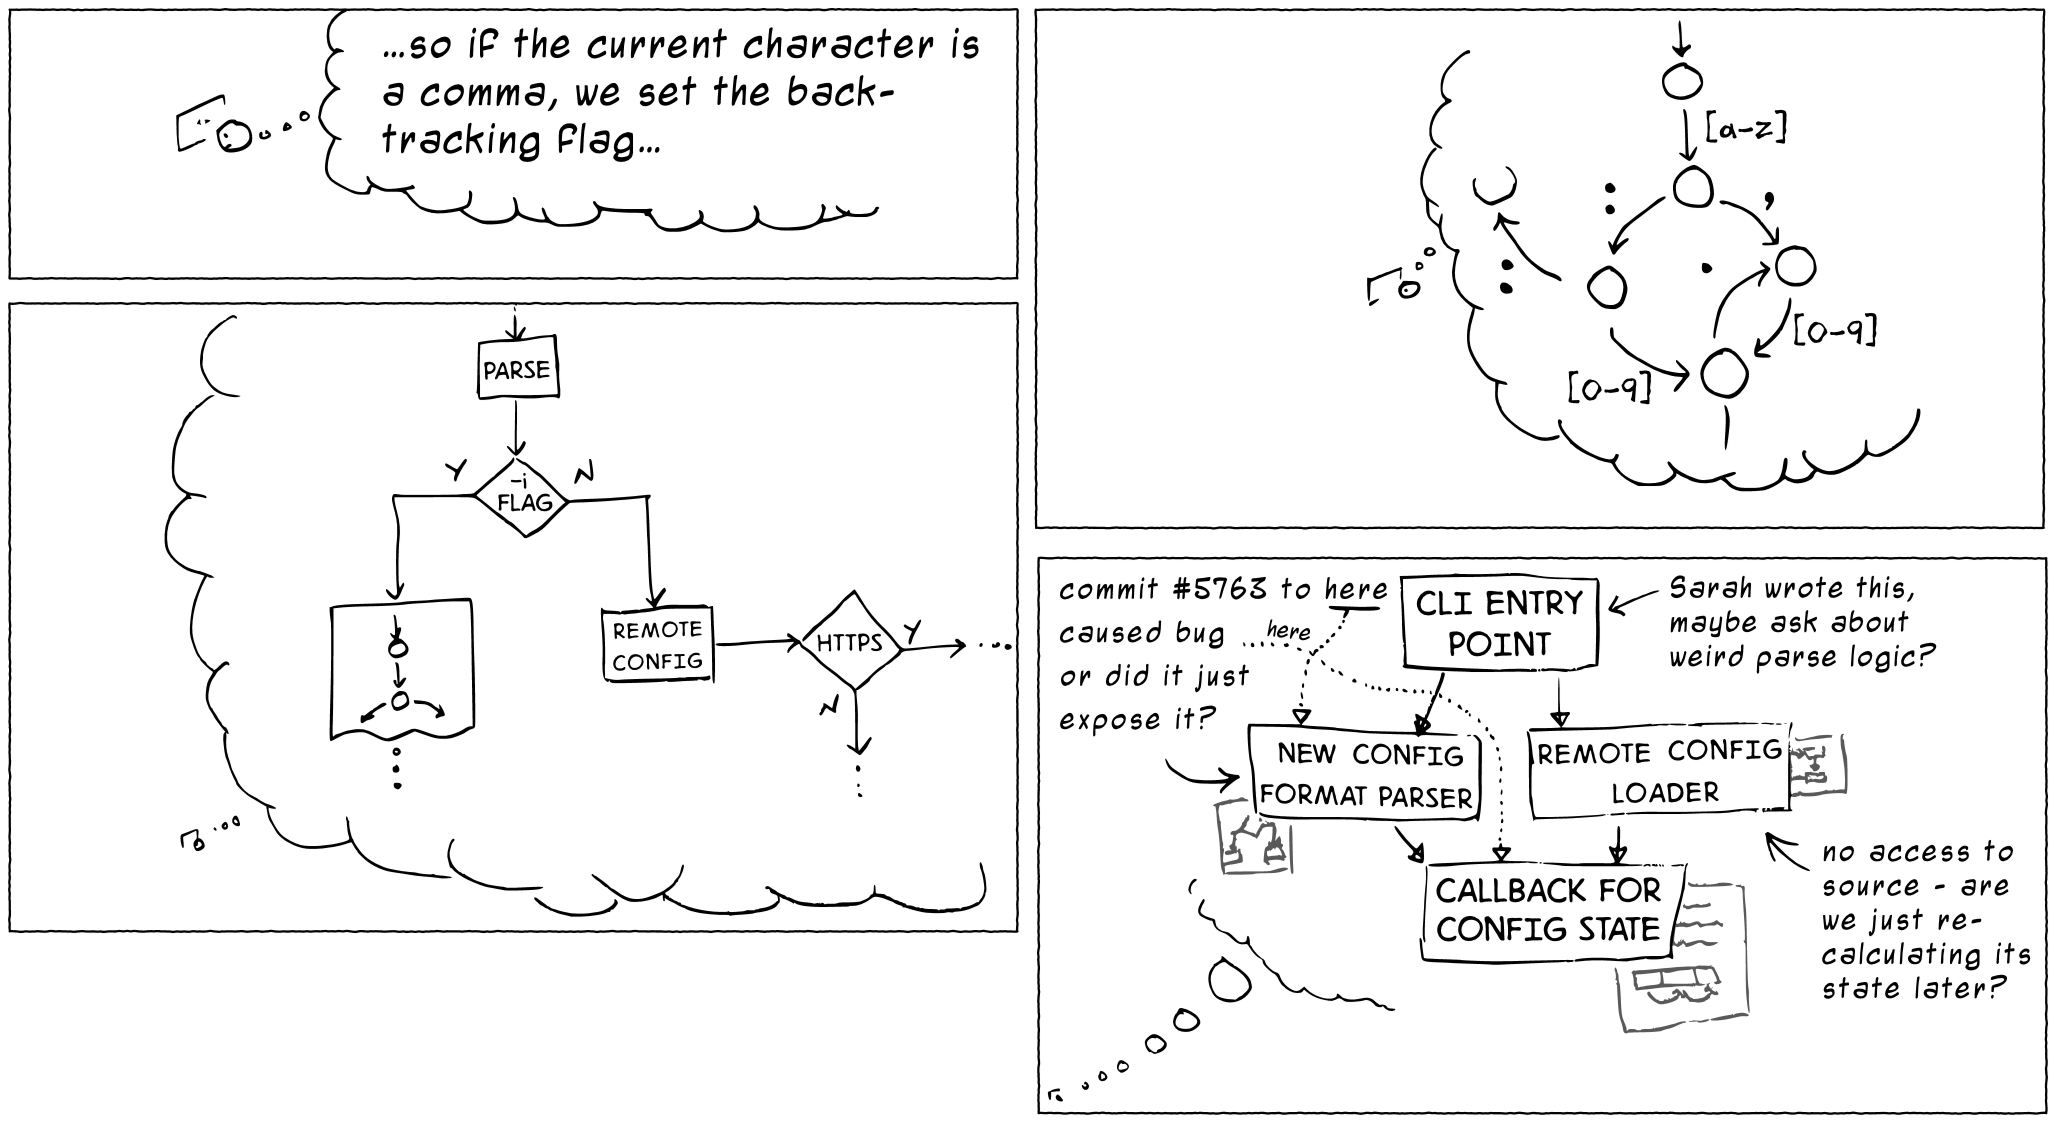 ...so if the current character is
a comma, we set the back-
tracking flag...
[a-z]
:
,
:
.
[0-9]
[0-9]
PARSE
Y
N
-i
FLAG
REMOTE
CONFIG
HTTPS
Y
...
N
commit #5763 to here
caused bug ... here
or did it just
expose it?
CLI ENTRY
POINT
Sarah wrote this,
maybe ask about
weird parse logic?
NEW CONFIG
FORMAT PARSER
REMOTE CONFIG
LOADER
CALLBACK FOR
CONFIG STATE
no access to
source - are
we just re-
calculating its
state later?